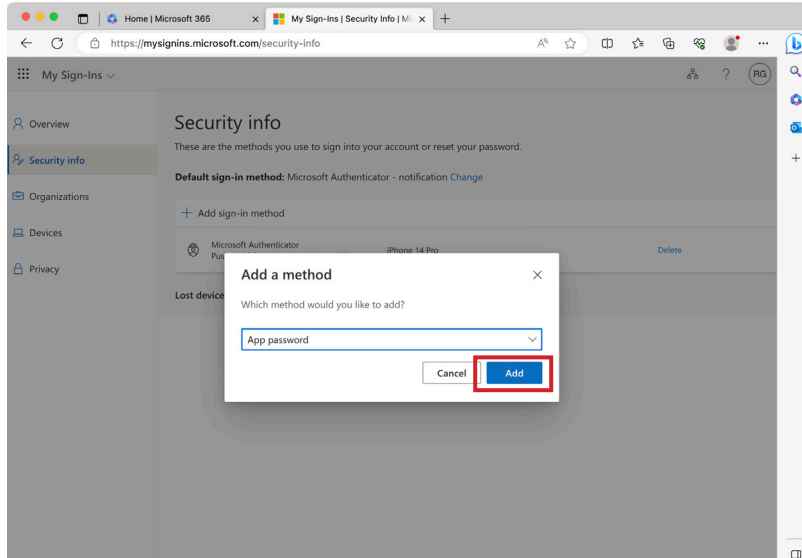 Home | Microsoft 365
My Sign-Ins | Security Info | Mi
https://mysignins.microsoft.com/security-info
My Sign-Ins
RG
Overview
Security info
Organizations
Devices
Privacy
Security info
These are the methods you use to sign into your account or reset your password.
Default sign-in method: Microsoft Authenticator - notification Change
Add sign-in method
Microsoft Authenticator
iPhone 14 Pro
Delete
Lost device
Add a method
Which method would you like to add?
App password
Cancel
Add